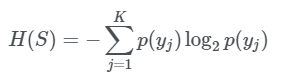 H(S) = − ∑_{j=1}^{K} p(y_j) log_2 p(y_j)